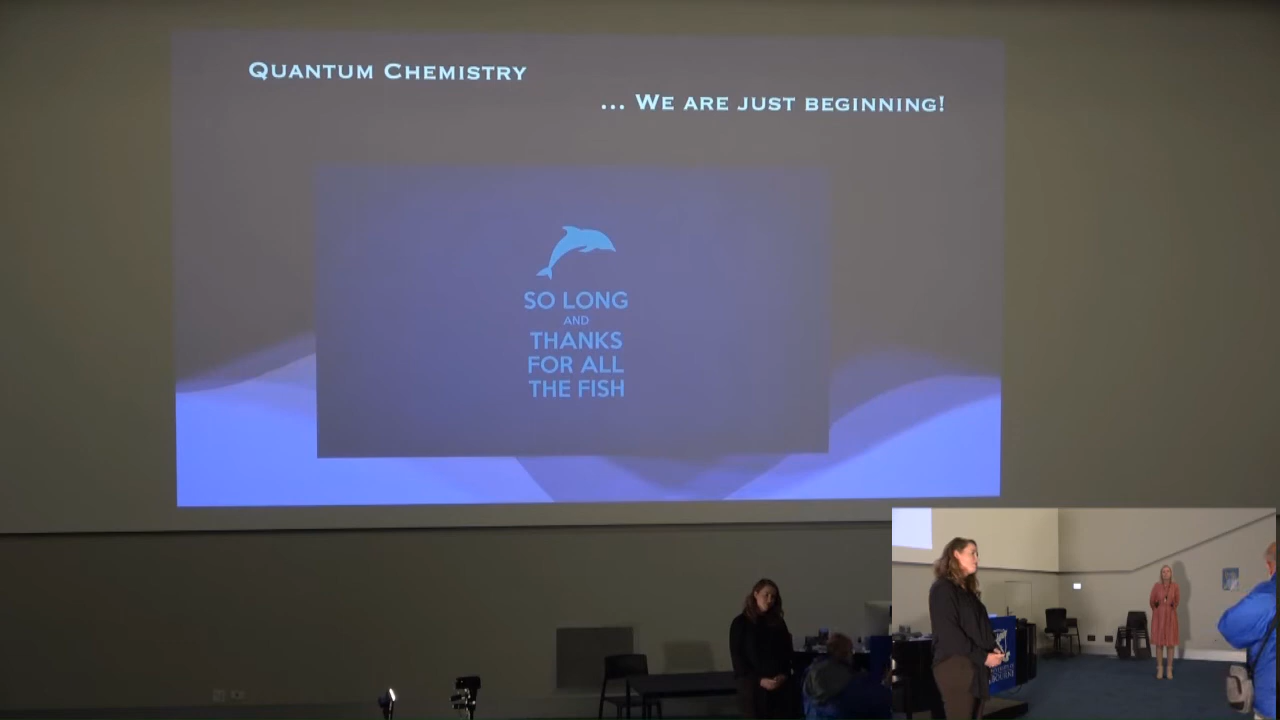 QUANTUM CHEMISTRY
... WE ARE JUST BEGINNING!
SO LONG
AND
THANKS
FOR ALL
THE FISH